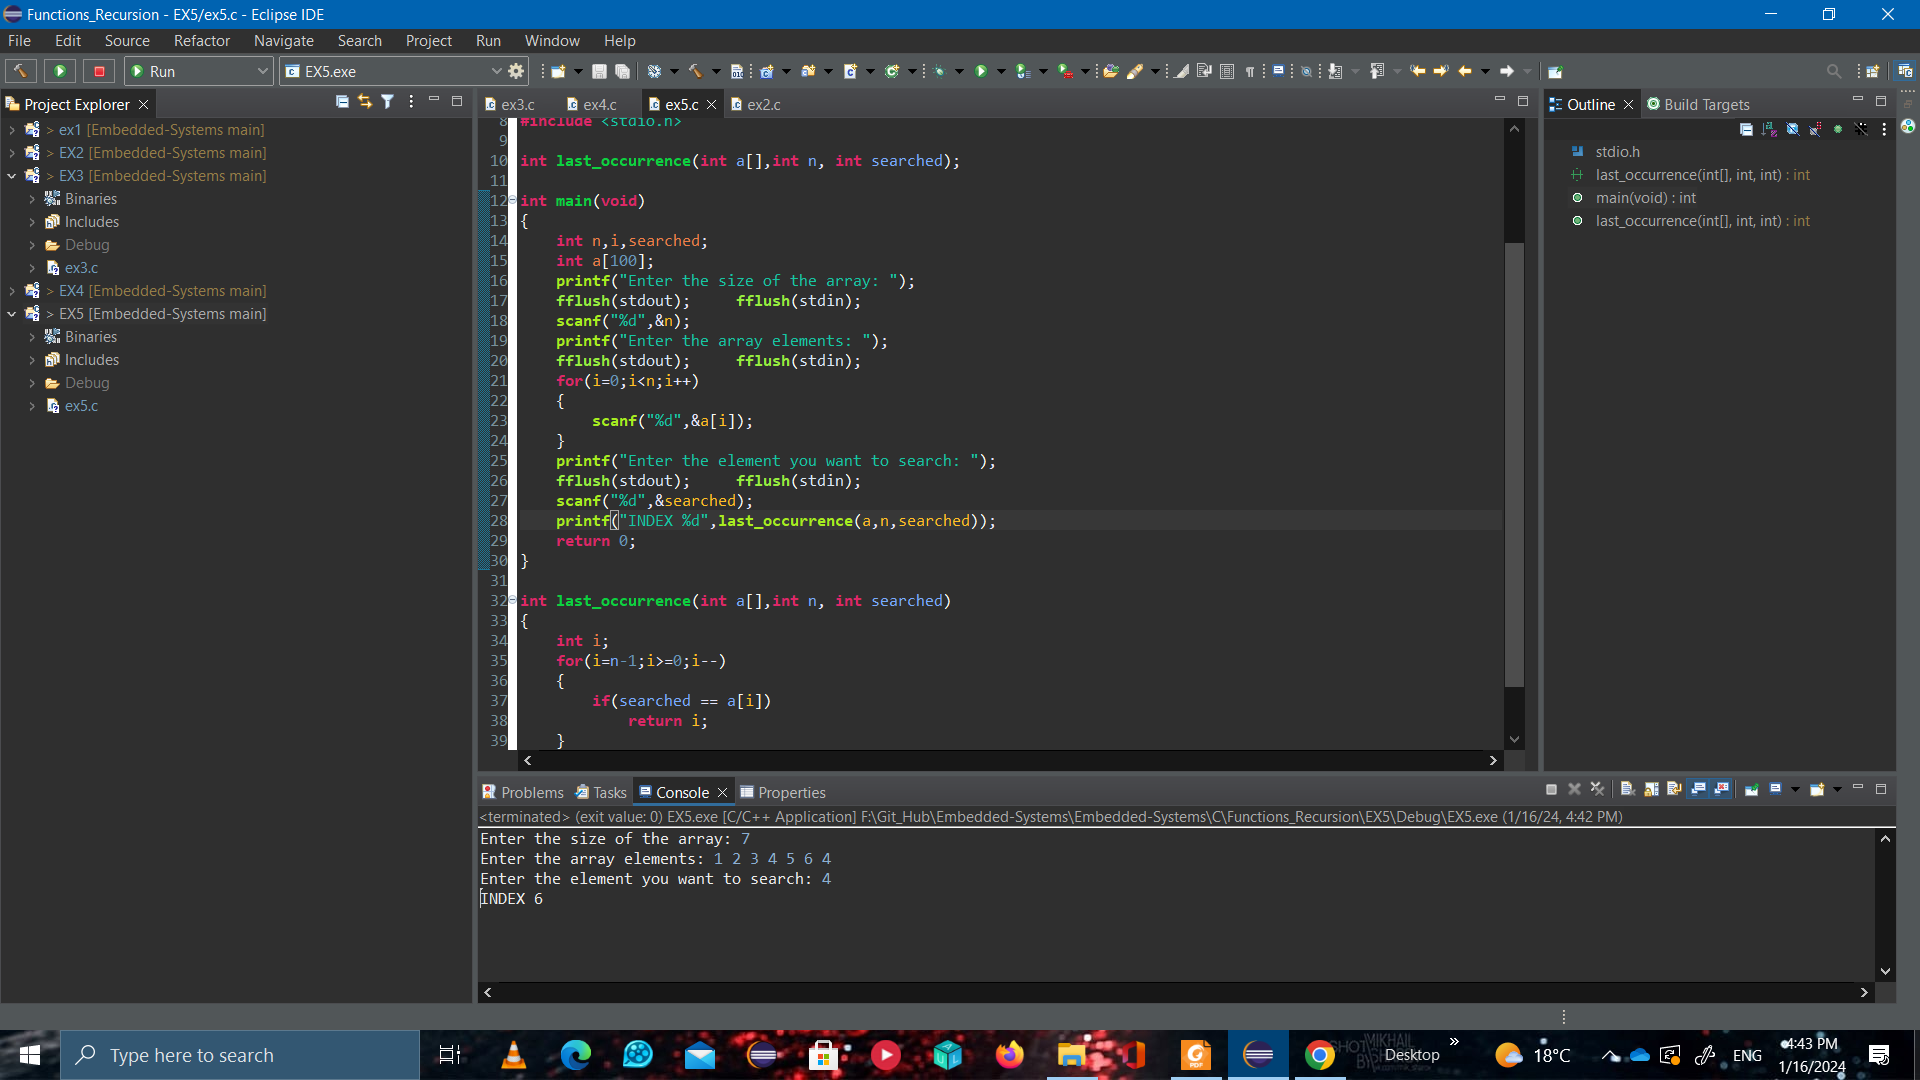 Functions_Recursion - EX5/ex5.c - Eclipse IDE
File Edit Source Refactor Navigate Search Project Run Window Help
Run EX5.exe
Project Explorer
> ex1 [Embedded-Systems main]
> EX2 [Embedded-Systems main]
> EX3 [Embedded-Systems main]
Binaries
Includes
Debug
ex3.c
> EX4 [Embedded-Systems main]
> EX5 [Embedded-Systems main]
Binaries
Includes
Debug
ex5.c
ex3.c ex4.c ex5.c ex2.c
8 #include <stdio.h>
9
10 int last_occurrence(int a[],int n, int searched);
11
12 int main(void)
13 {
14 int n,i,searched;
15 int a[100];
16 printf("Enter the size of the array: ");
17 fflush(stdout); fflush(stdin);
18 scanf("%d",&n);
19 printf("Enter the array elements: ");
20 fflush(stdout); fflush(stdin);
21 for(i=0;i<n;i++)
22 {
23 scanf("%d",&a[i]);
24 }
25 printf("Enter the element you want to search: ");
26 fflush(stdout); fflush(stdin);
27 scanf("%d",&searched);
28 printf("INDEX %d",last_occurrence(a,n,searched));
29 return 0;
30 }
31
32 int last_occurrence(int a[],int n, int searched)
33 {
34 int i;
35 for(i=n-1;i>=0;i--)
36 {
37 if(searched == a[i])
38 return i;
39 }
Outline Build Targets
stdio.h
last_occurrence(int[], int, int) : int
main(void) : int
last_occurrence(int[], int, int) : int
Problems Tasks Console Properties
<terminated> (exit value: 0) EX5.exe [C/C++ Application] F:\Git_Hub\Embedded-Systems\Embedded-Systems\C\Functions_Recursion\EX5\Debug\EX5.exe (1/16/24, 4:42 PM)
Enter the size of the array: 7
Enter the array elements: 1 2 3 4 5 6 4
Enter the element you want to search: 4
INDEX 6
Type here to search
Desktop
18°C
ENG
4:43 PM
1/16/2024